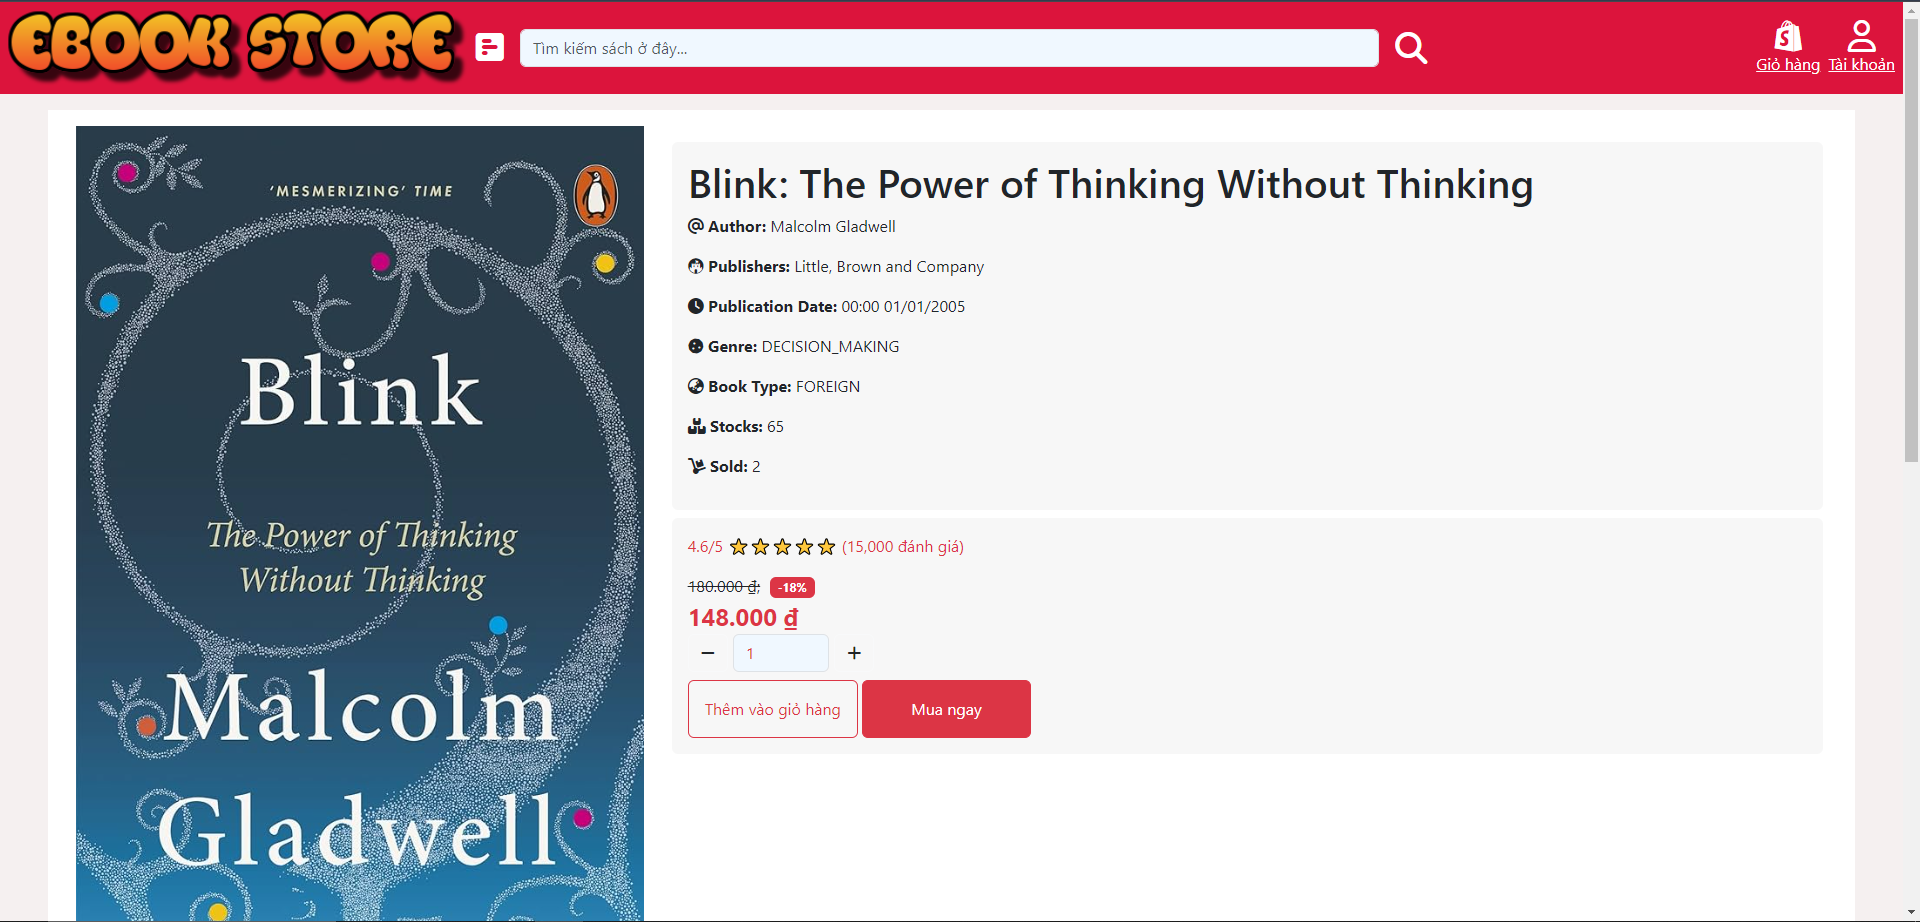 EBOOK STORE
Tìm kiếm sách ở đây...
Giỏ hàng
Tài khoản
'MESMERIZING' TIME
Blink
The Power of Thinking
Without Thinking
Malcolm
Gladwell
Blink: The Power of Thinking Without Thinking
Author: Malcolm Gladwell
Publishers: Little, Brown and Company
Publication Date: 00:00 01/01/2005
Genre: DECISION_MAKING
Book Type: FOREIGN
Stocks: 65
Sold: 2
4.6/5 (15,000 đánh giá)
180.000 ₫; -18%
148.000 ₫
1
Thêm vào giỏ hàng
Mua ngay